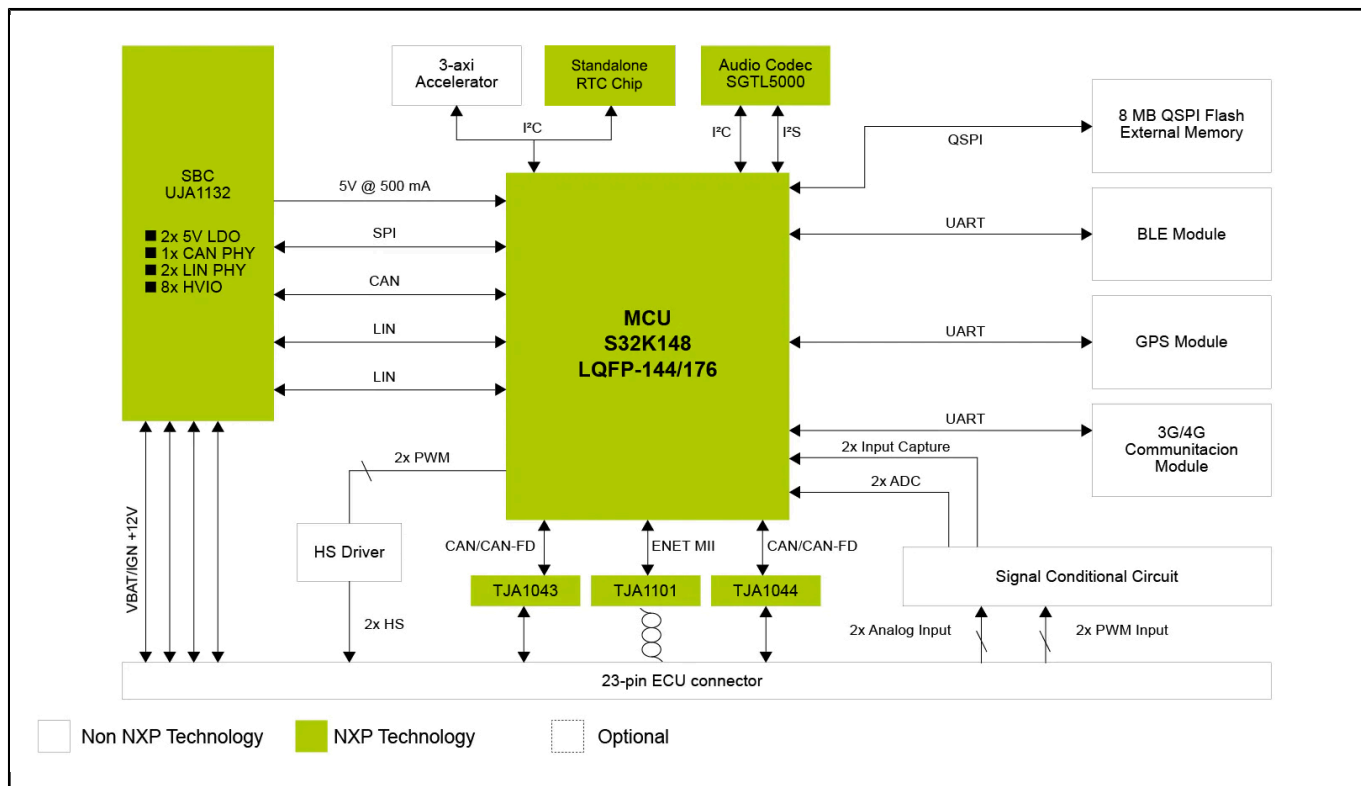 3-axi
Accelerator
Standalone
RTC Chip
Audio Codec
SGTL5000
8 MB QSPI Flash
External Memory
I²C
I²C
I²S
QSPI
SBC
UJA1132
■ 2x 5V LDO
■ 1x CAN PHY
■ 2x LIN PHY
■ 8x HVIO
5V @ 500 mA
SPI
CAN
LIN
LIN
MCU
S32K148
LQFP-144/176
UART
BLE Module
UART
GPS Module
UART
3G/4G
Communitacion
Module
2x Input Capture
2x ADC
2x PWM
VBAT/IGN +12V
HS Driver
2x HS
CAN/CAN-FD
ENET MII
CAN/CAN-FD
TJA1043
TJA1101
TJA1044
Signal Conditional Circuit
2x Analog Input
2x PWM Input
23-pin ECU connector
Non NXP Technology
NXP Technology
Optional